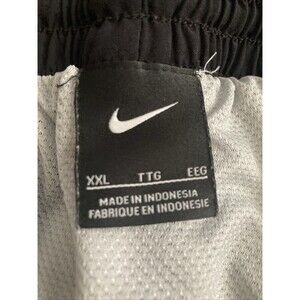 XXL TTG EEG
MADE IN INDONESIA
FABRIQUE EN INDONESIE